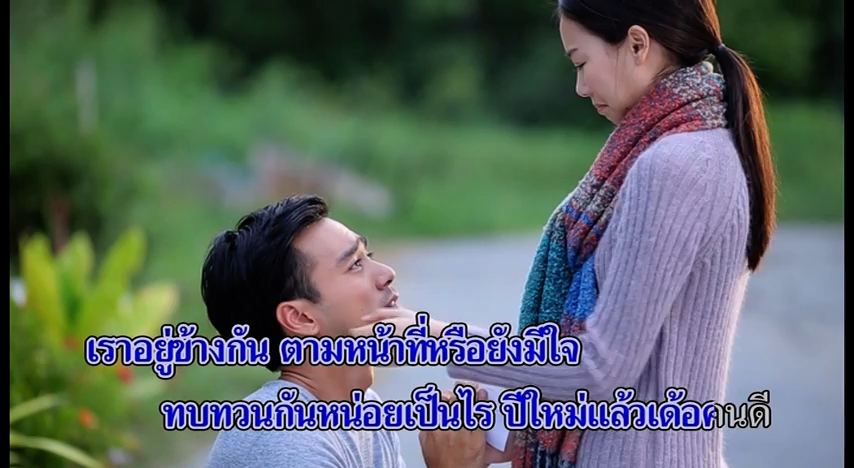 เราอยู่ข้างกัน ตามหน้าที่หรือยังมีใจ
ทบทวนกันหน่อยเป็นไร ปีใหม่แล้วเด้อคนดี